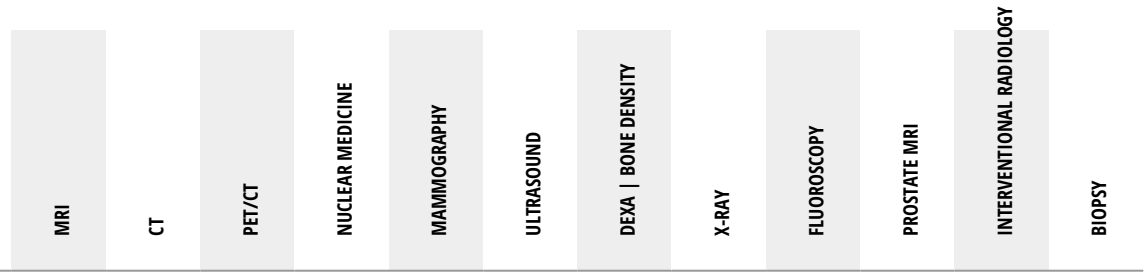 MRI
CT
PET/CT
NUCLEAR MEDICINE
MAMMOGRAPHY
ULTRASOUND
DEXA | BONE DENSITY
X-RAY
FLUOROSCOPY
PROSTATE MRI
INTERVENTIONAL RADIOLOGY
BIOPSY